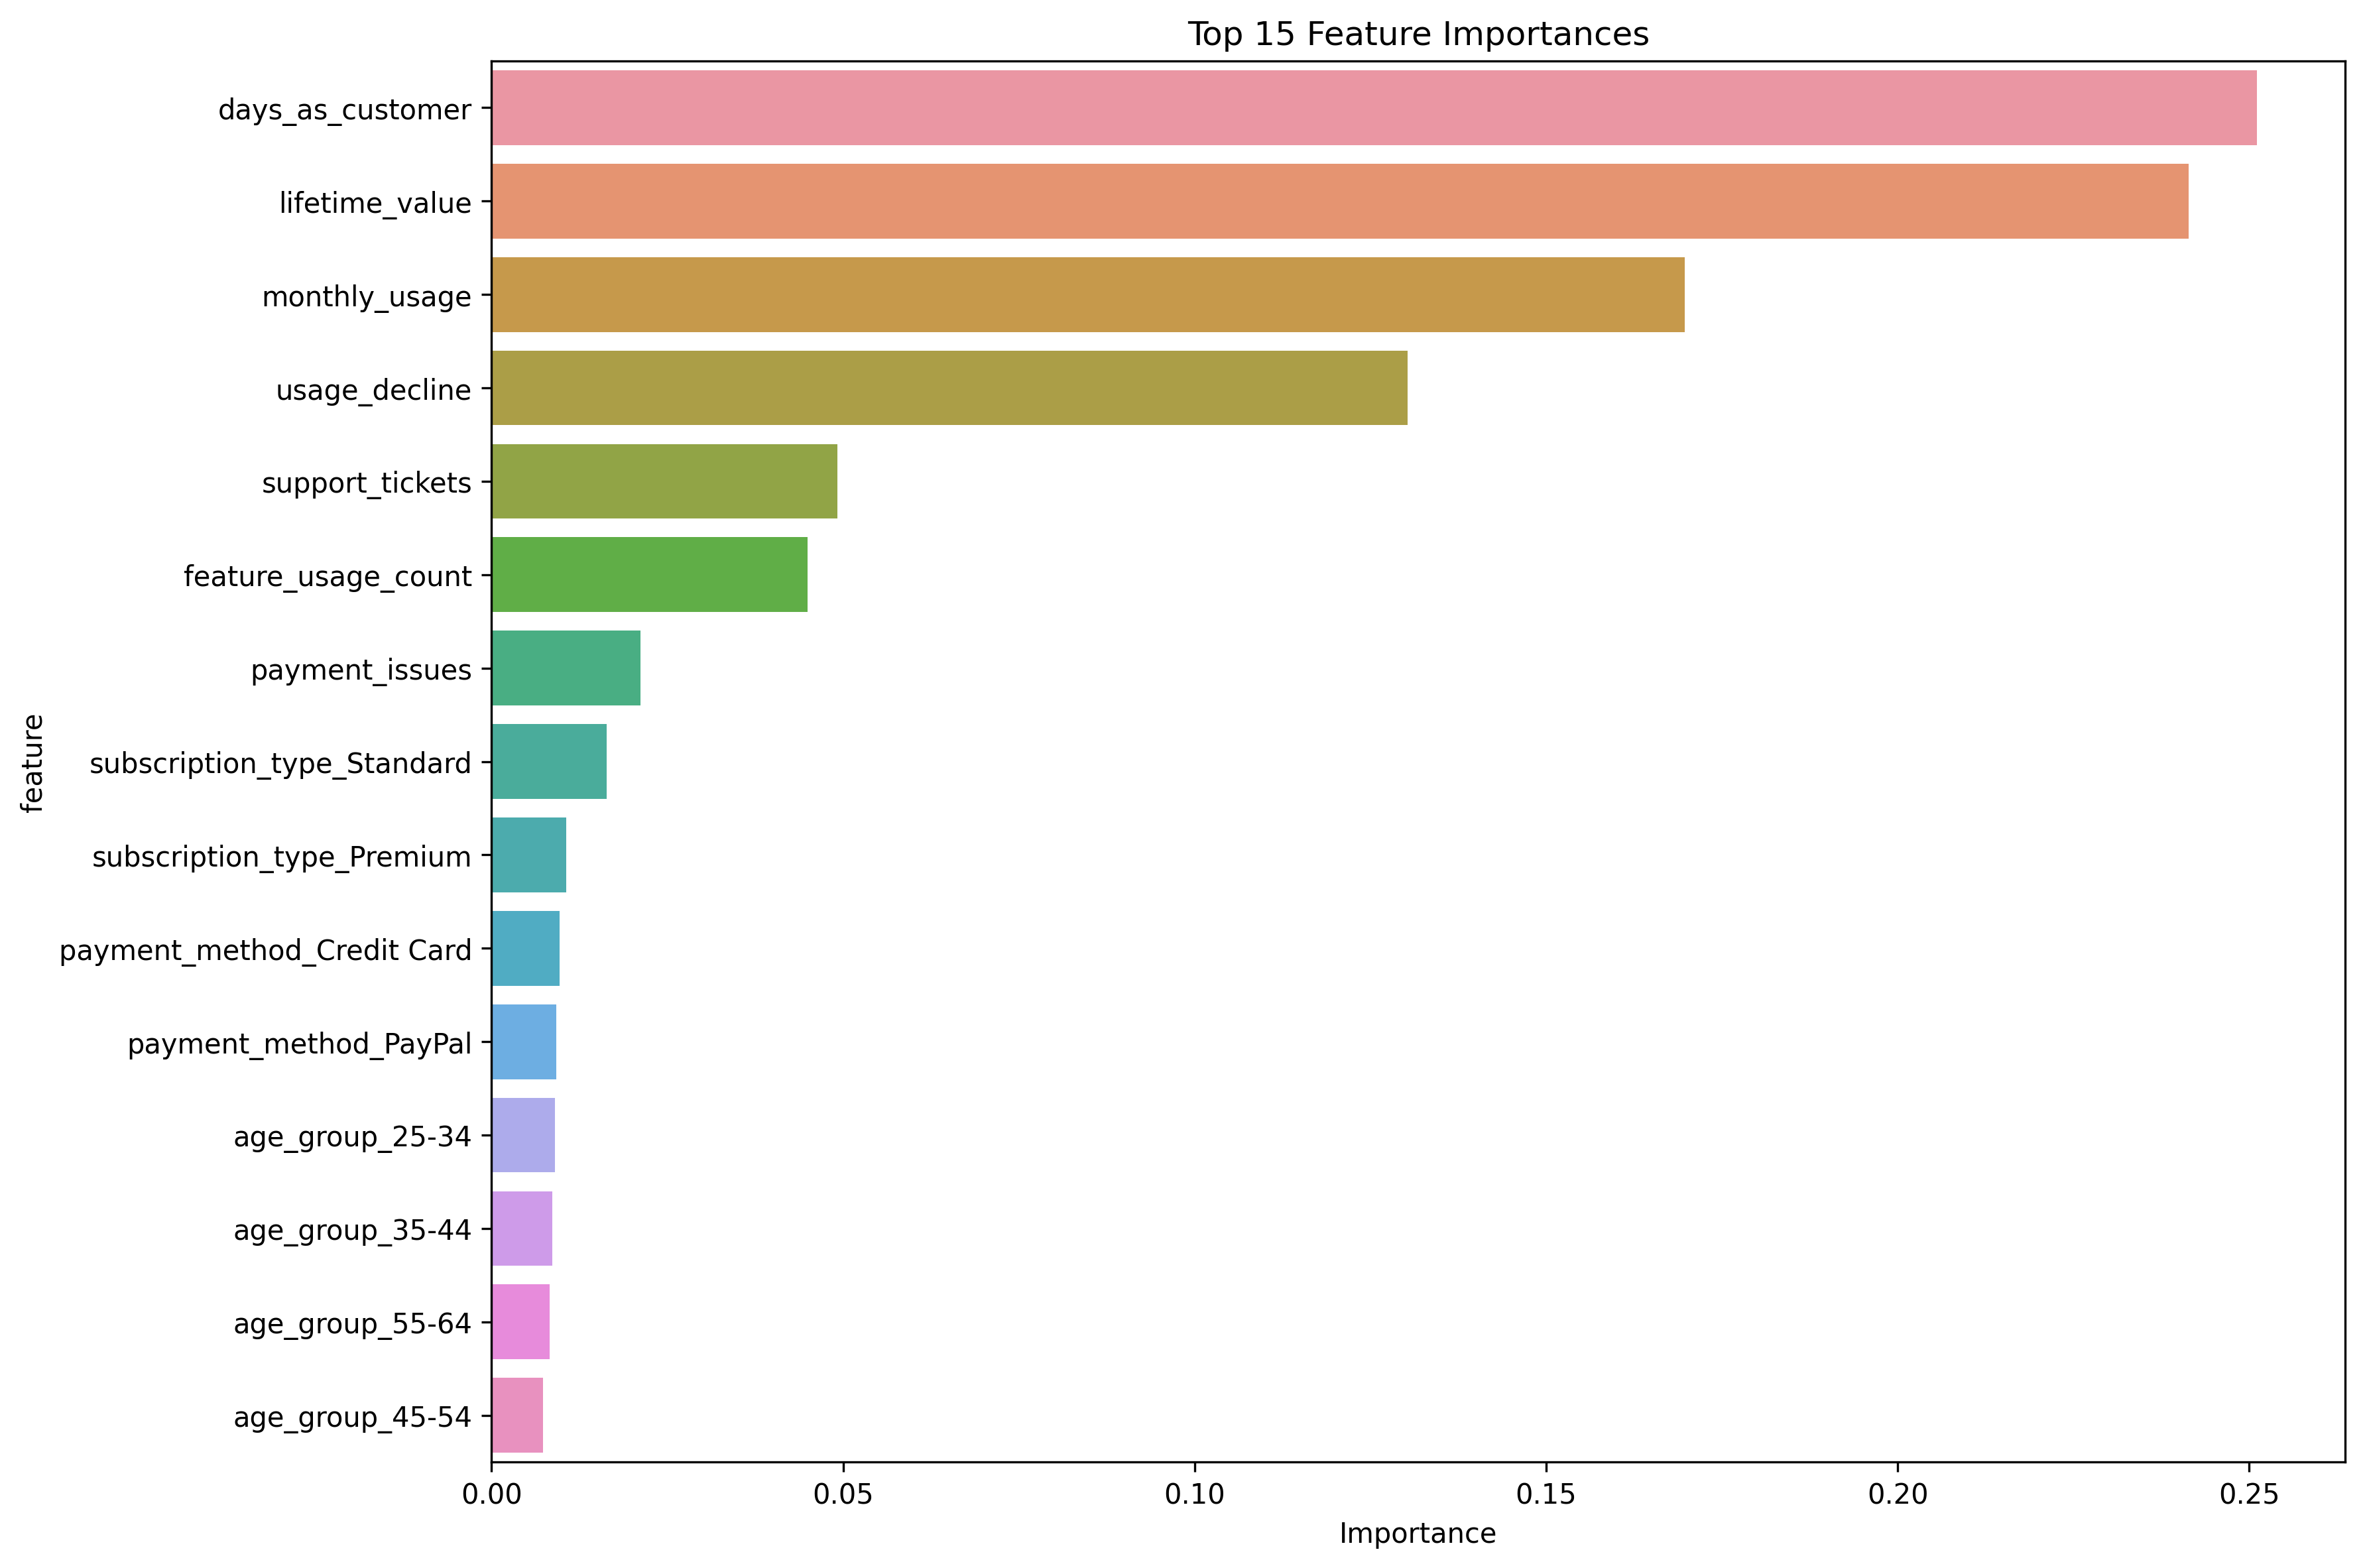 Top 15 Feature Importances
days_as_customer
lifetime_value
monthly_usage
usage_decline
support_tickets
feature_usage_count
payment_issues
subscription_type_Standard
subscription_type_Premium
payment_method_Credit Card
payment_method_PayPal
age_group_25-34
age_group_35-44
age_group_55-64
age_group_45-54
feature
0.00 0.05 0.10 0.15 0.20 0.25
Importance